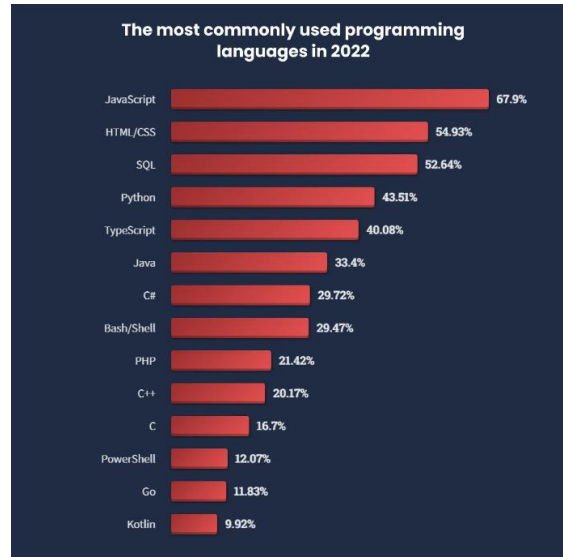 The most commonly used programming
languages in 2022
JavaScript 67.9%
HTML/CSS 54.93%
SQL 52.64%
Python 43.51%
TypeScript 40.08%
Java 33.4%
C# 29.72%
Bash/Shell 29.47%
PHP 21.42%
C++ 20.17%
C 16.7%
PowerShell 12.07%
Go 11.83%
Kotlin 9.92%